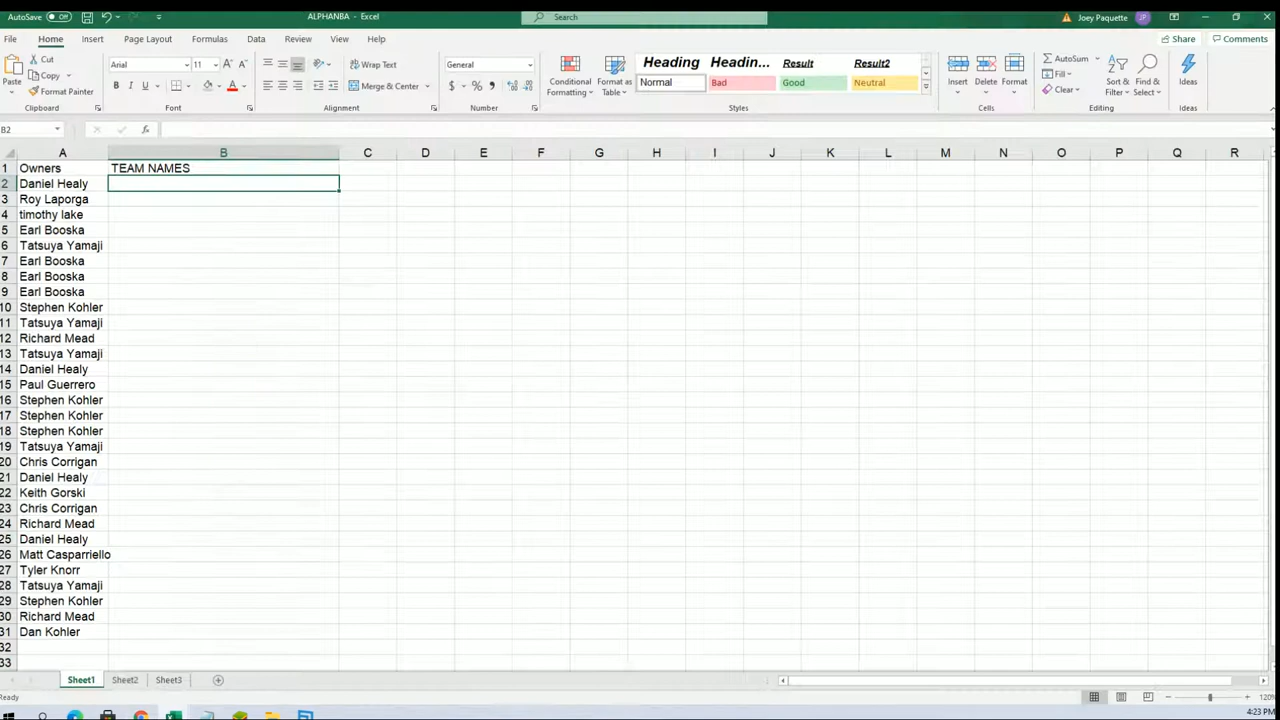 AutoSave Off ALPHANBA - Excel Search Joey Paquette JP
File Home Insert Page Layout Formulas Data Review View Help Share Comments
Cut Arial 11 Wrap Text General Heading Heading... Result Result2 AutoSum
Paste Copy Fill
Format Painter Merge & Center Conditional Formatting Format as Table Normal Bad Good Neutral Insert Delete Format Clear Sort & Filter Find & Select Ideas
Clipboard Font Alignment Number Styles Cells Editing Ideas
B2
A B C D E F G H I J K L M N O P Q R
1 Owners TEAM NAMES
2 Daniel Healy
3 Roy Laporga
4 timothy lake
5 Earl Booska
6 Tatsuya Yamaji
7 Earl Booska
8 Earl Booska
9 Earl Booska
10 Stephen Kohler
11 Tatsuya Yamaji
12 Richard Mead
13 Tatsuya Yamaji
14 Daniel Healy
15 Paul Guerrero
16 Stephen Kohler
17 Stephen Kohler
18 Stephen Kohler
19 Tatsuya Yamaji
20 Chris Corrigan
21 Daniel Healy
22 Keith Gorski
23 Chris Corrigan
24 Richard Mead
25 Daniel Healy
26 Matt Casparriello
27 Tyler Knorr
28 Tatsuya Yamaji
29 Stephen Kohler
30 Richard Mead
31 Dan Kohler
32
33
Sheet1 Sheet2 Sheet3
Ready 120%
4:23 PM